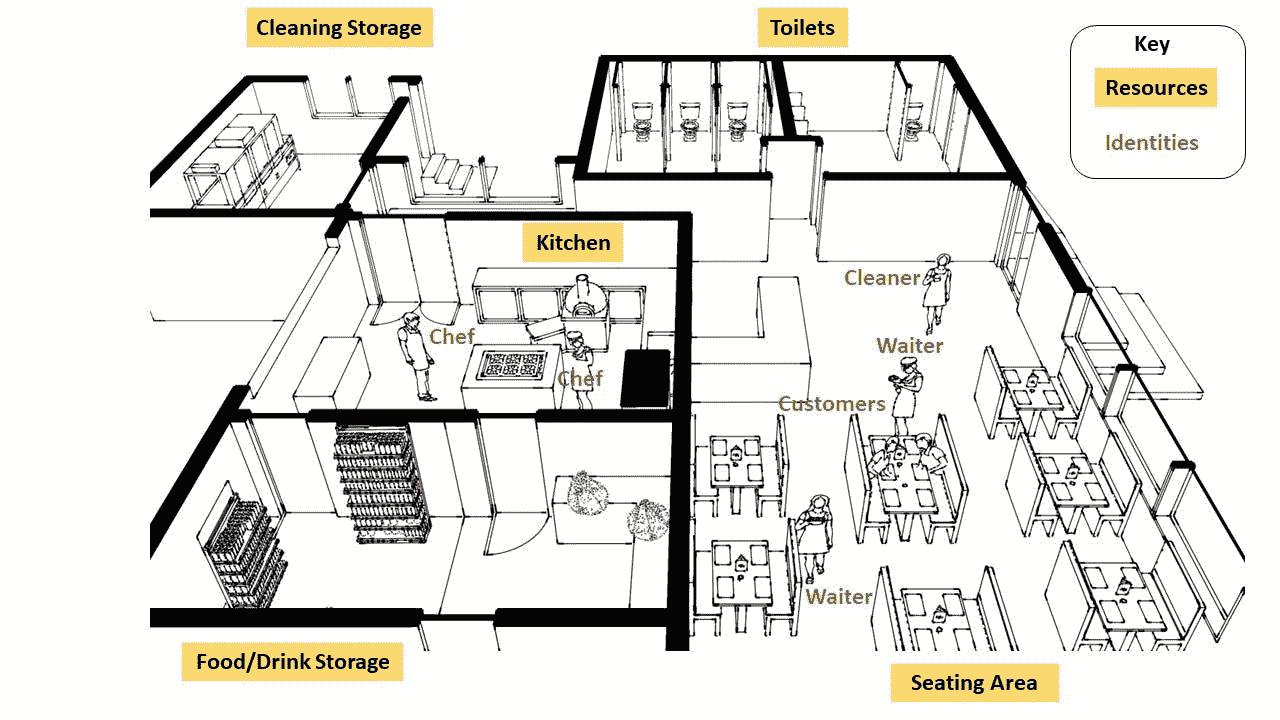 Cleaning Storage
Toilets
Key
Resources
Identities
Kitchen
Cleaner
Chef
Waiter
Chef
Customers
Waiter
Food/Drink Storage
Seating Area